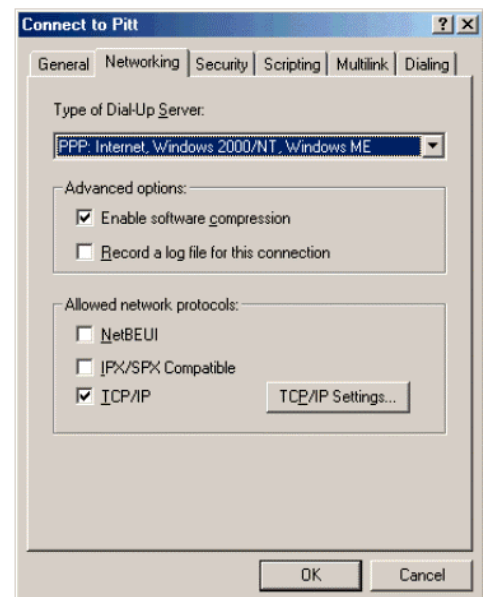 Connect to Pitt
General Networking Security Scripting Multilink Dialing
Type of Dial-Up Server:
PPP: Internet, Windows 2000/NT, Windows ME
Advanced options:
Enable software compression
Record a log file for this connection
Allowed network protocols:
NetBEUI
IPX/SPX Compatible
TCP/IP TCP/IP Settings...
OK Cancel